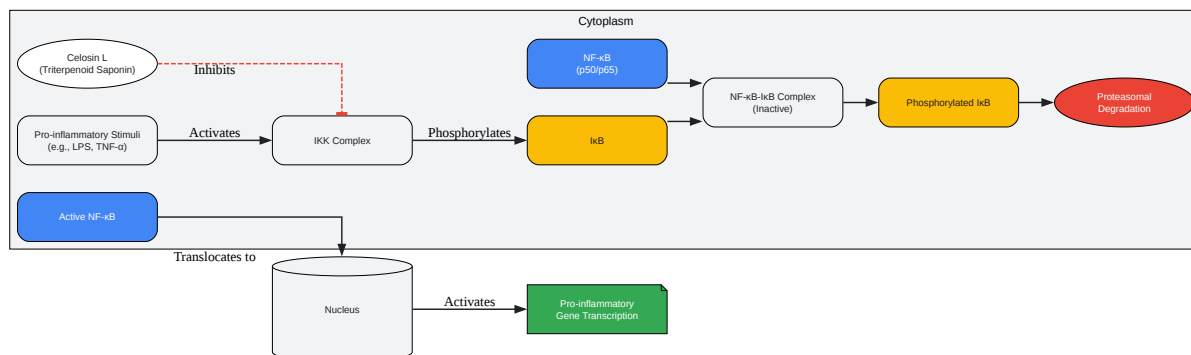 Cytoplasm
Celosin L
(Triterpenoid Saponin)
Inhibits
NF-κB
(p50/p65)
NF-κB-IκB Complex
(Inactive)
Phosphorylated IκB
Proteasomal
Degradation
Pro-inflammatory Stimuli
(e.g., LPS, TNF-α)
Activates
IKK Complex
Phosphorylates
IκB
Active NF-κB
Translocates to
Nucleus
Activates
Pro-inflammatory
Gene Transcription